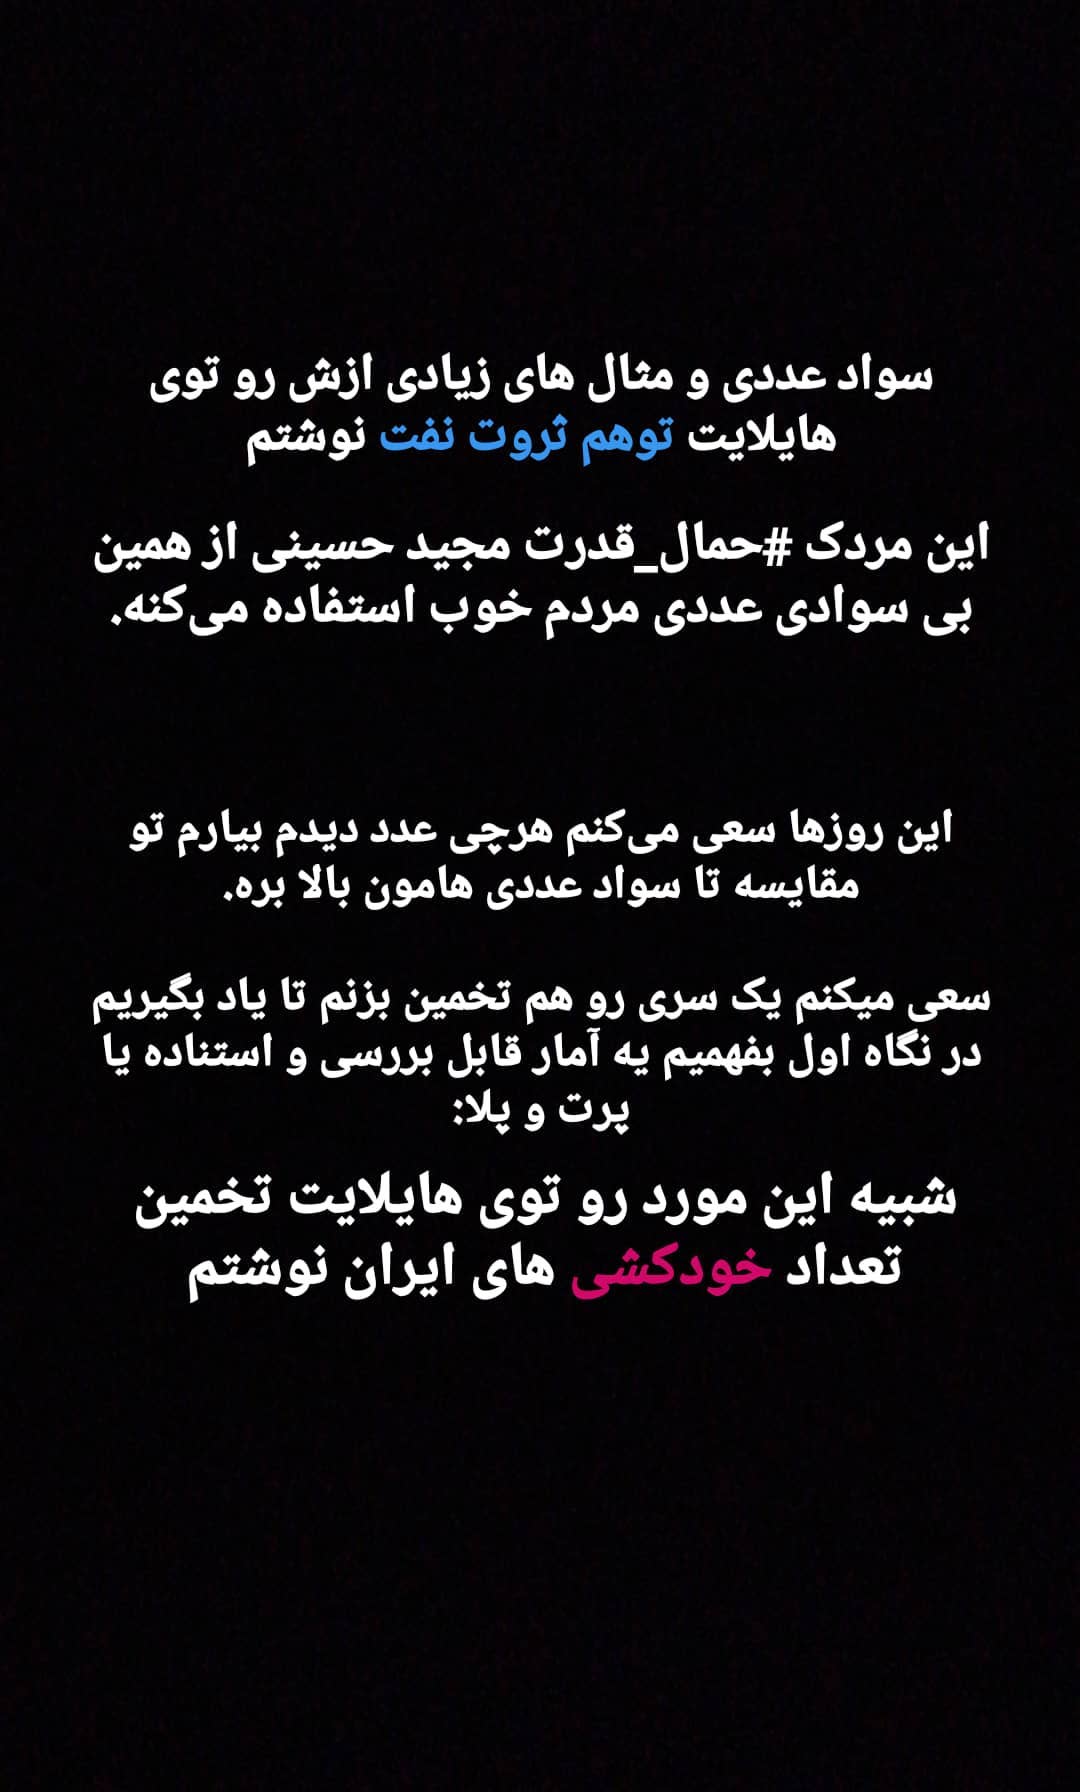 سواد عددی و مثال های زیادی ازش رو توی
هایلایت توهم ثروت نفت نوشتم
این مردک #حمال_قدرت مجید حسینی از همین
بی سوادی عددی مردم خوب استفاده می‌کنه.
این روزها سعی می‌کنم هرچی عدد دیدم بیارم تو
مقایسه تا سواد عددی هامون بالا بره.
سعی میکنم یک سری رو هم تخمین بزنم تا یاد بگیریم
در نگاه اول بفهمیم یه آمار قابل بررسی و استناده یا
پرت و پلا:
شبیه این مورد رو توی هایلایت تخمین
تعداد خودکشی های ایران نوشتم